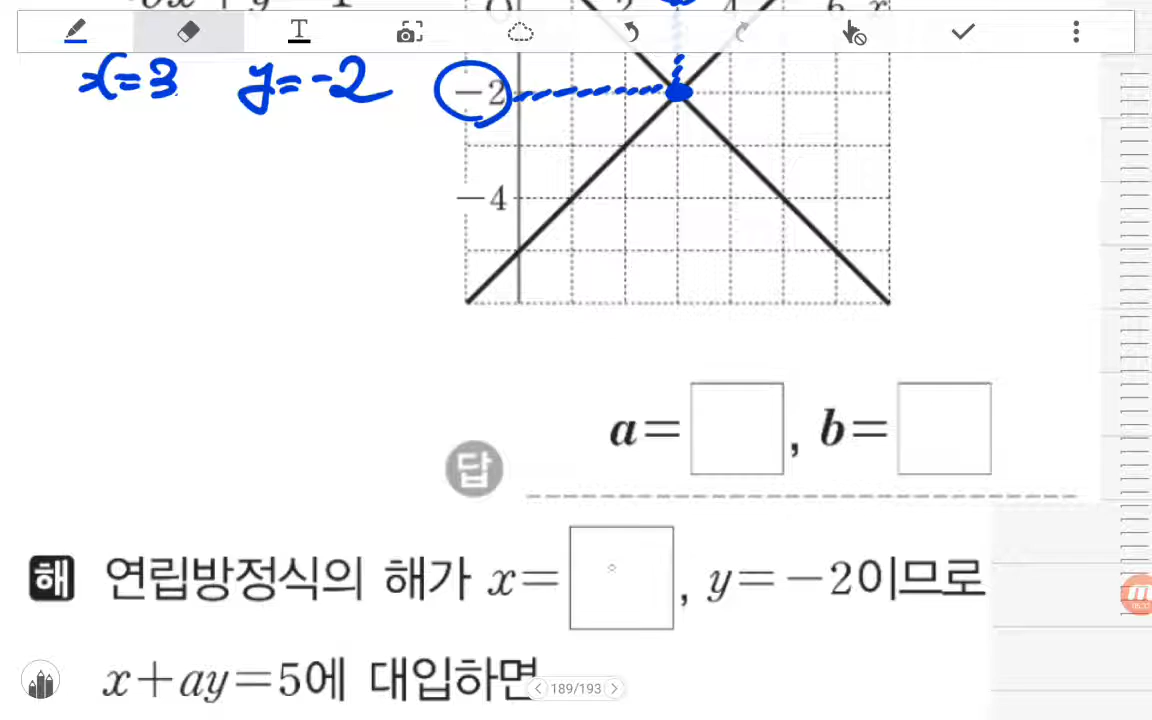 x=3 y=-2
-2
-4
a= , b=
답
해 연립방정식의 해가 x= , y=-2이므로
x+ay=5에 대입하면
189/193